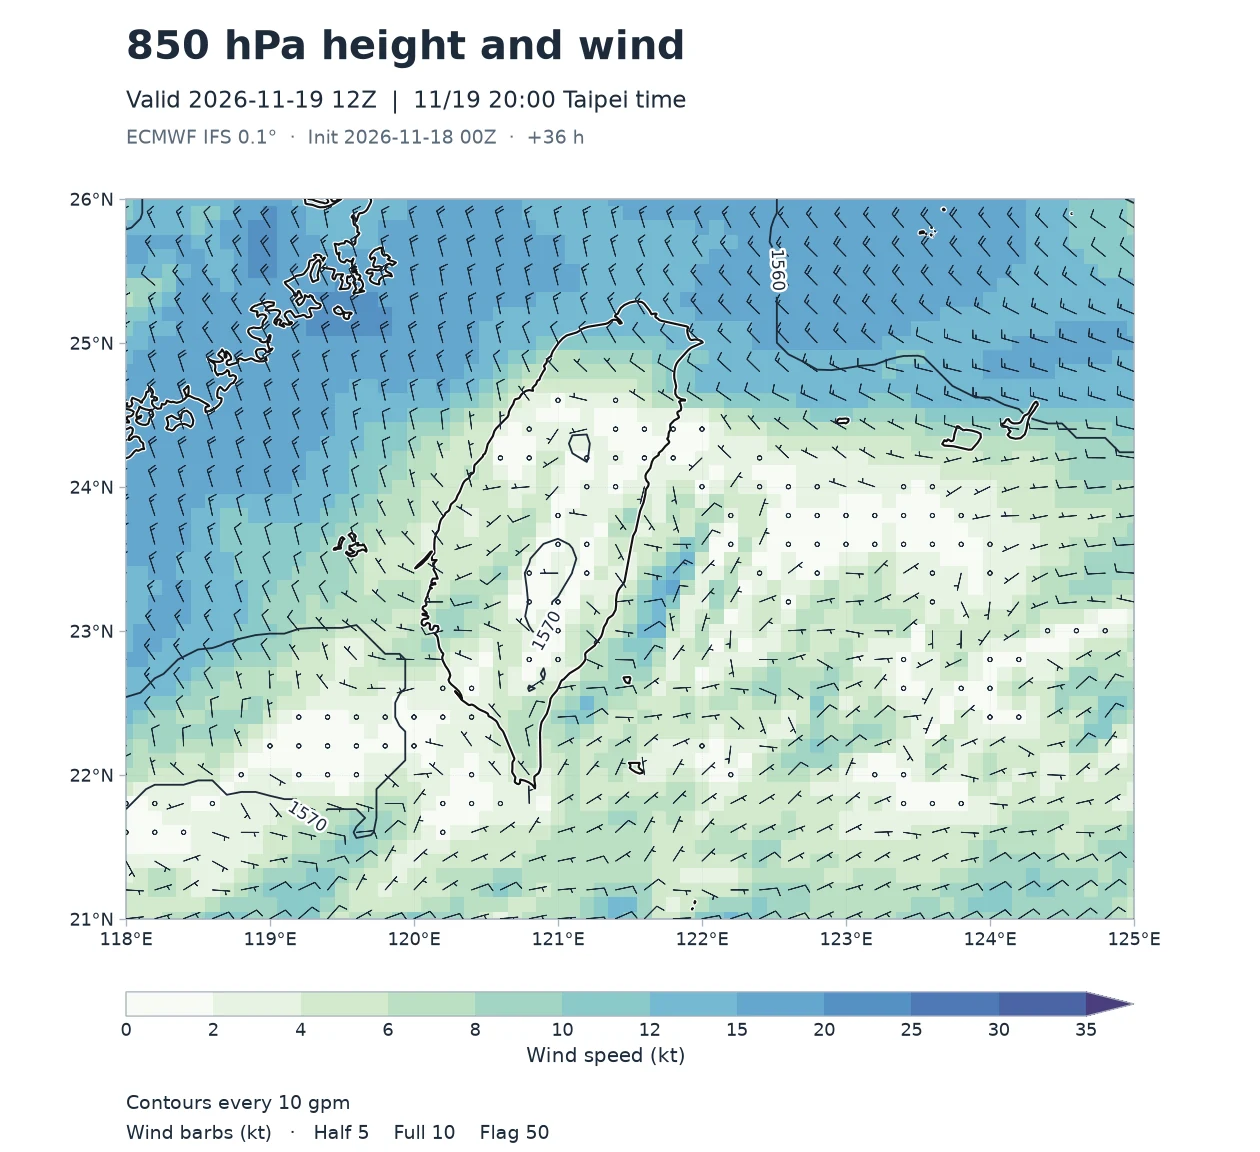 850 hPa height and wind
Valid 2026-11-19 12Z | 11/19 20:00 Taipei time
ECMWF IFS 0.1° · Init 2026-11-18 00Z · +36 h
26°N
1560
25°N
24°N
1570
23°N
22°N
1570
21°N
118°E 119°E 120°E 121°E 122°E 123°E 124°E 125°E
0 2 4 6 8 10 12 15 20 25 30 35
Wind speed (kt)
Contours every 10 gpm
Wind barbs (kt) · Half 5 Full 10 Flag 50